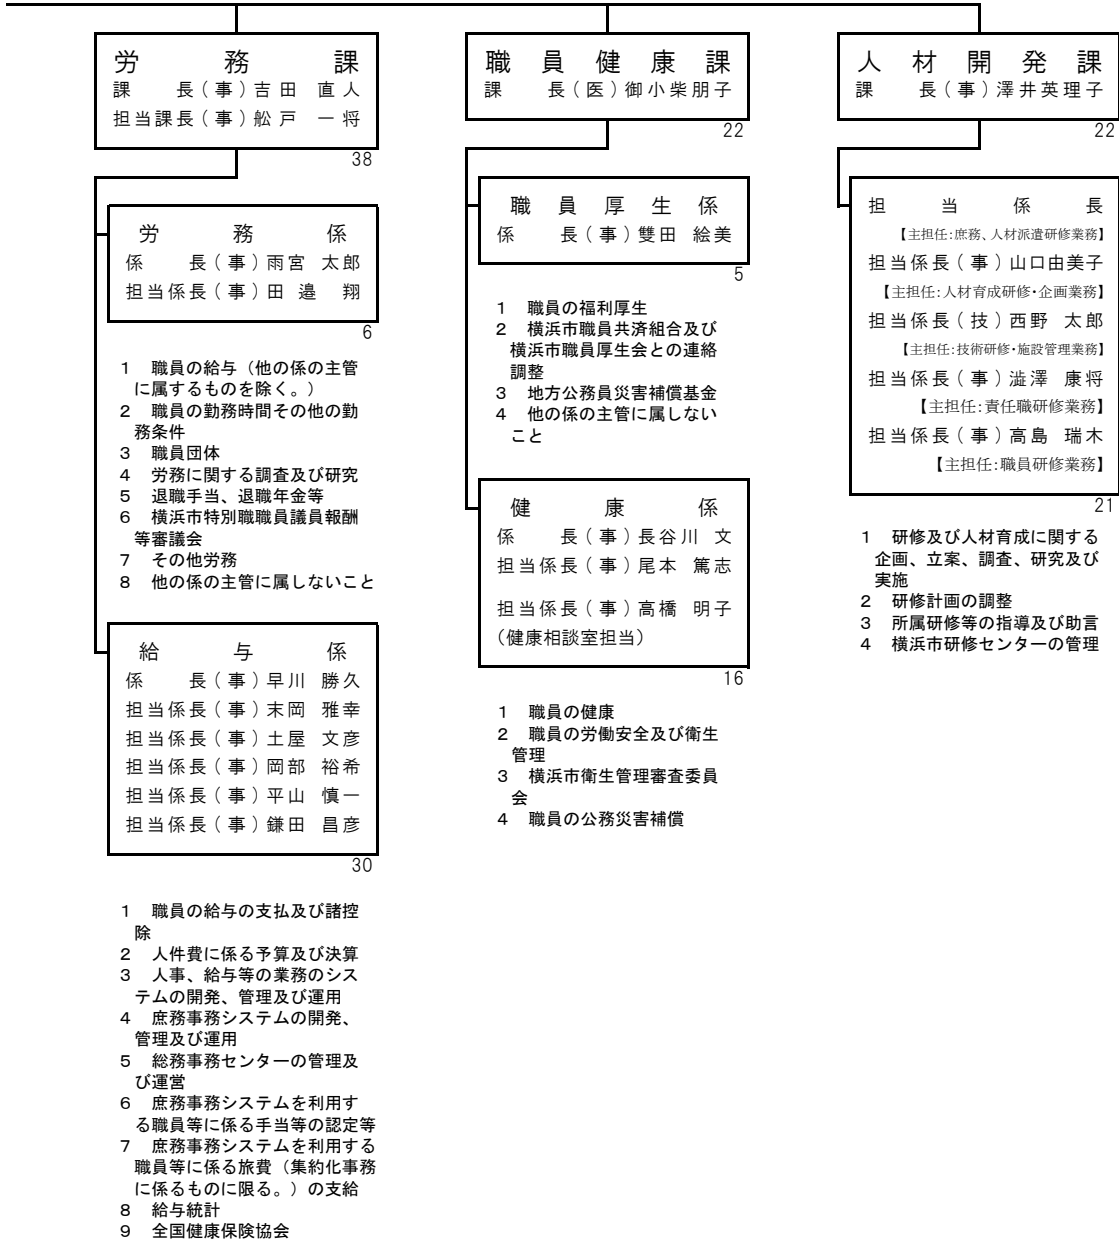 労務課
課長(事)吉田 直人
担当課長(事)舩戸 一将
38
労務係
係長(事)雨宮 太郎
担当係長(事)田邉 翔
6
1 職員の給与（他の係の主管
に属するものを除く。）
2 職員の勤務時間その他の勤
務条件
3 職員団体
4 労務に関する調査及び研究
5 退職手当、退職年金等
6 横浜市特別職職員議員報酬
等審議会
7 その他労務
8 他の係の主管に属しないこと
給与係
係長(事)早川 勝久
担当係長(事)末岡 雅幸
担当係長(事)土屋 文彦
担当係長(事)岡部 裕希
担当係長(事)平山 慎一
担当係長(事)鎌田 昌彦
30
1 職員の給与の支払及び諸控
除
2 人件費に係る予算及び決算
3 人事、給与等の業務のシス
テムの開発、管理及び運用
4 庶務事務システムの開発、
管理及び運用
5 総務事務センターの管理及
び運営
6 庶務事務システムを利用す
る職員等に係る手当等の認定等
7 庶務事務システムを利用する
職員等に係る旅費（集約化事務
に係るものに限る。）の支給
8 給与統計
9 全国健康保険協会
職員健康課
課長(医)御小柴朋子
22
職員厚生係
係長(事)雙田 絵美
5
1 職員の福利厚生
2 横浜市職員共済組合及び
横浜市職員厚生会との連絡
調整
3 地方公務員災害補償基金
4 他の係の主管に属しない
こと
健康係
係長(事)長谷川 文
担当係長(事)尾本 篤志
担当係長(事)高橋 明子
(健康相談室担当)
16
1 職員の健康
2 職員の労働安全及び衛生
管理
3 横浜市衛生管理審査委員
会
4 職員の公務災害補償
人材開発課
課長(事)澤井英理子
22
担当係長
【主担任:庶務、人材派遣研修業務】
担当係長(事)山口由美子
【主担任:人材育成研修・企画業務】
担当係長(技)西野 太郎
【主担任:技術研修・施設管理業務】
担当係長(事)澁澤 康将
【主担任:責任職研修業務】
担当係長(事)高島 瑞木
【主担任:職員研修業務】
21
1 研修及び人材育成に関する
企画、立案、調査、研究及び
実施
2 研修計画の調整
3 所属研修等の指導及び助言
4 横浜市研修センターの管理